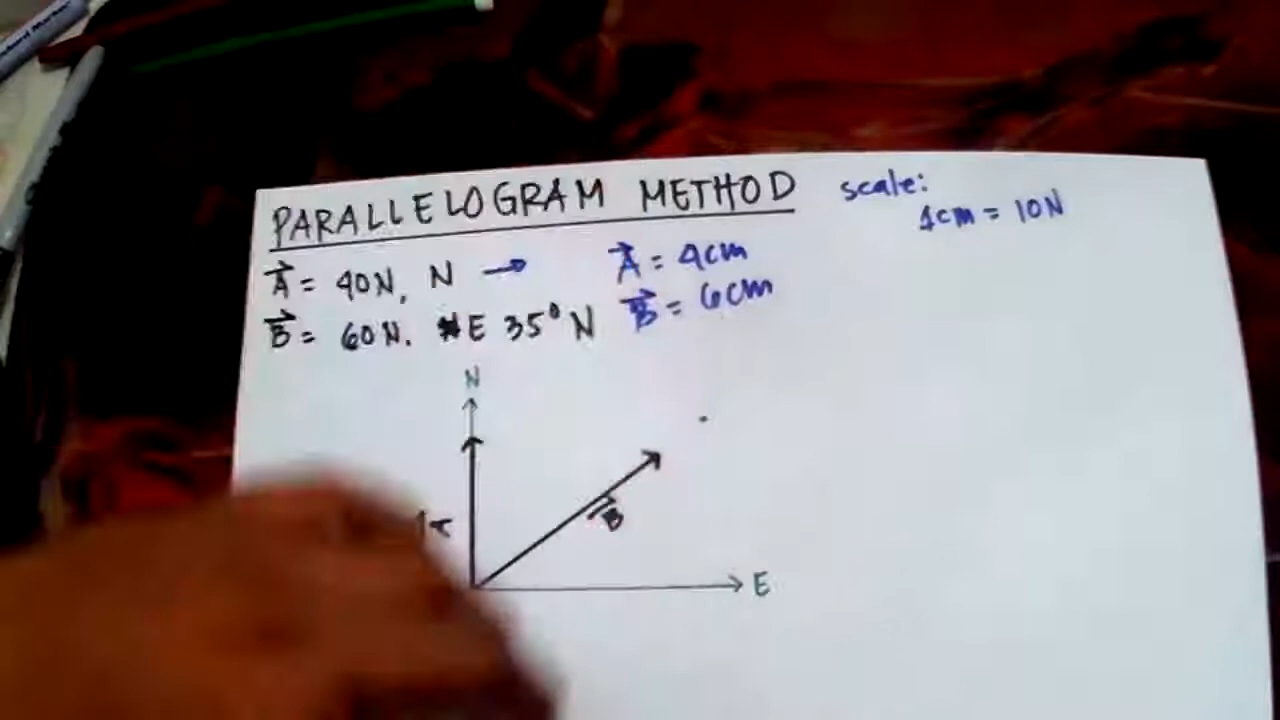 PARALLELOGRAM METHOD
scale:
1cm = 10N
A = 40N, N → A = 4cm
B = 60N. E 35° N B = 6cm
N
B
E